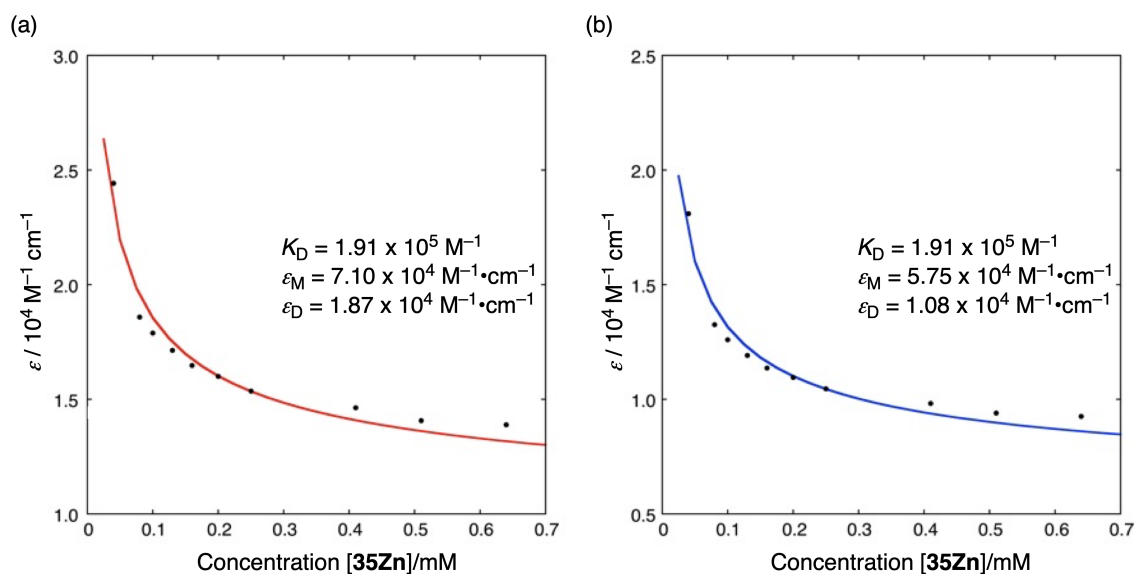 (a)
3.0
2.5
2.0
1.5
1.0
ε / 10⁴ M⁻¹ cm⁻¹
K_D = 1.91 x 10⁵ M⁻¹
ε_M = 7.10 x 10⁴ M⁻¹•cm⁻¹
ε_D = 1.87 x 10⁴ M⁻¹•cm⁻¹
0 0.1 0.2 0.3 0.4 0.5 0.6 0.7
Concentration [35Zn]/mM
(b)
2.5
2.0
1.5
1.0
0.5
ε / 10⁴ M⁻¹ cm⁻¹
K_D = 1.91 x 10⁵ M⁻¹
ε_M = 5.75 x 10⁴ M⁻¹•cm⁻¹
ε_D = 1.08 x 10⁴ M⁻¹•cm⁻¹
0 0.1 0.2 0.3 0.4 0.5 0.6 0.7
Concentration [35Zn]/mM